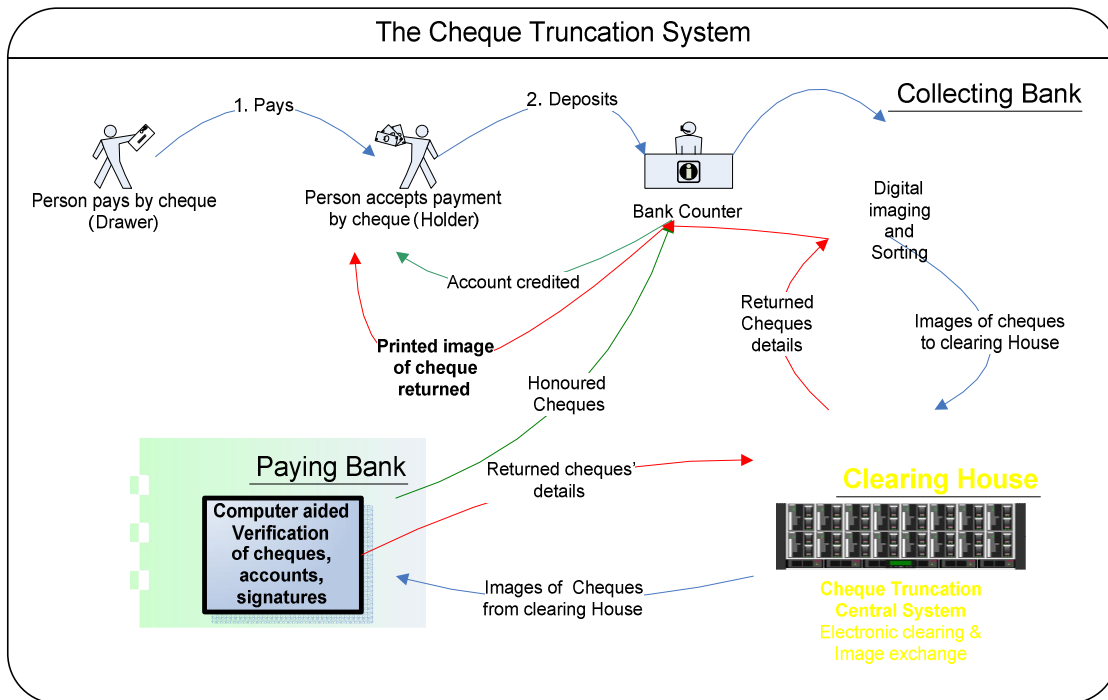 The Cheque Truncation System
1. Pays
2. Deposits
Collecting Bank
Person pays by cheque
(Drawer)
Person accepts payment
by cheque (Holder)
Bank Counter
Digital
imaging
and
Sorting
Account credited
Returned
Cheques
details
Images of cheques
to clearing House
Printed image
of cheque
returned
Honoured
Cheques
Paying Bank
Returned cheques'
details
Clearing House
Computer aided
Verification
of cheques,
accounts,
signatures
Images of Cheques
from clearing House
Cheque Truncation
Central System
Electronic clearing &
Image exchange